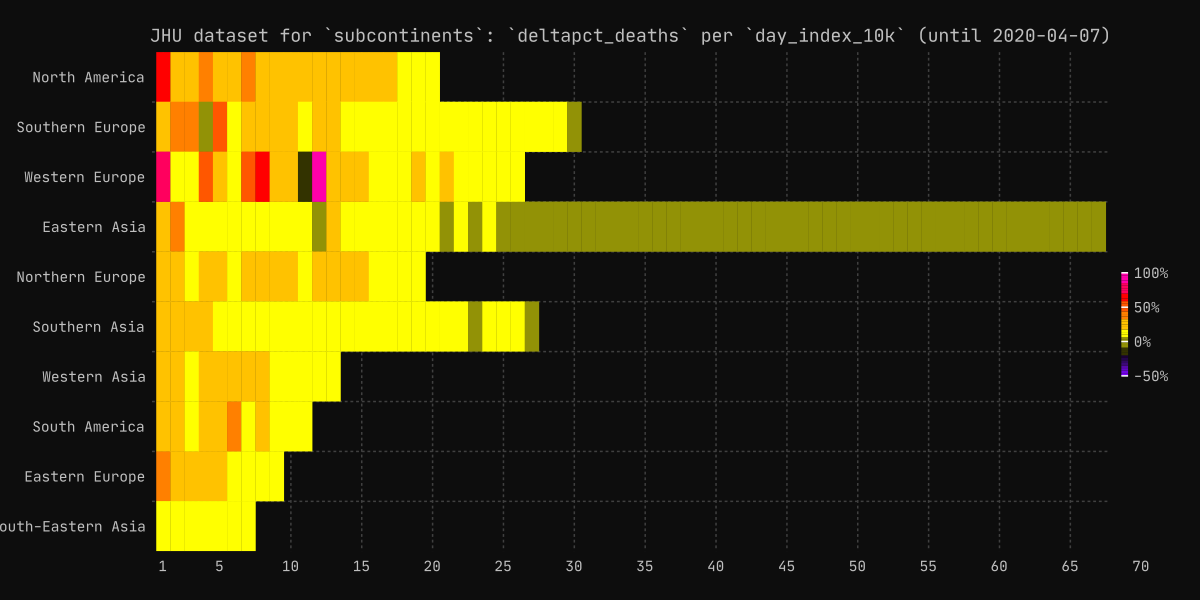 JHU dataset for `subcontinents`: `deltapct_deaths` per `day_index_10k` (until 2020-04-07)
North America
Southern Europe
Western Europe
Eastern Asia
Northern Europe
Southern Asia
Western Asia
South America
Eastern Europe
outh-Eastern Asia
100%
50%
0%
-50%
1 5 10 15 20 25 30 35 40 45 50 55 60 65 70